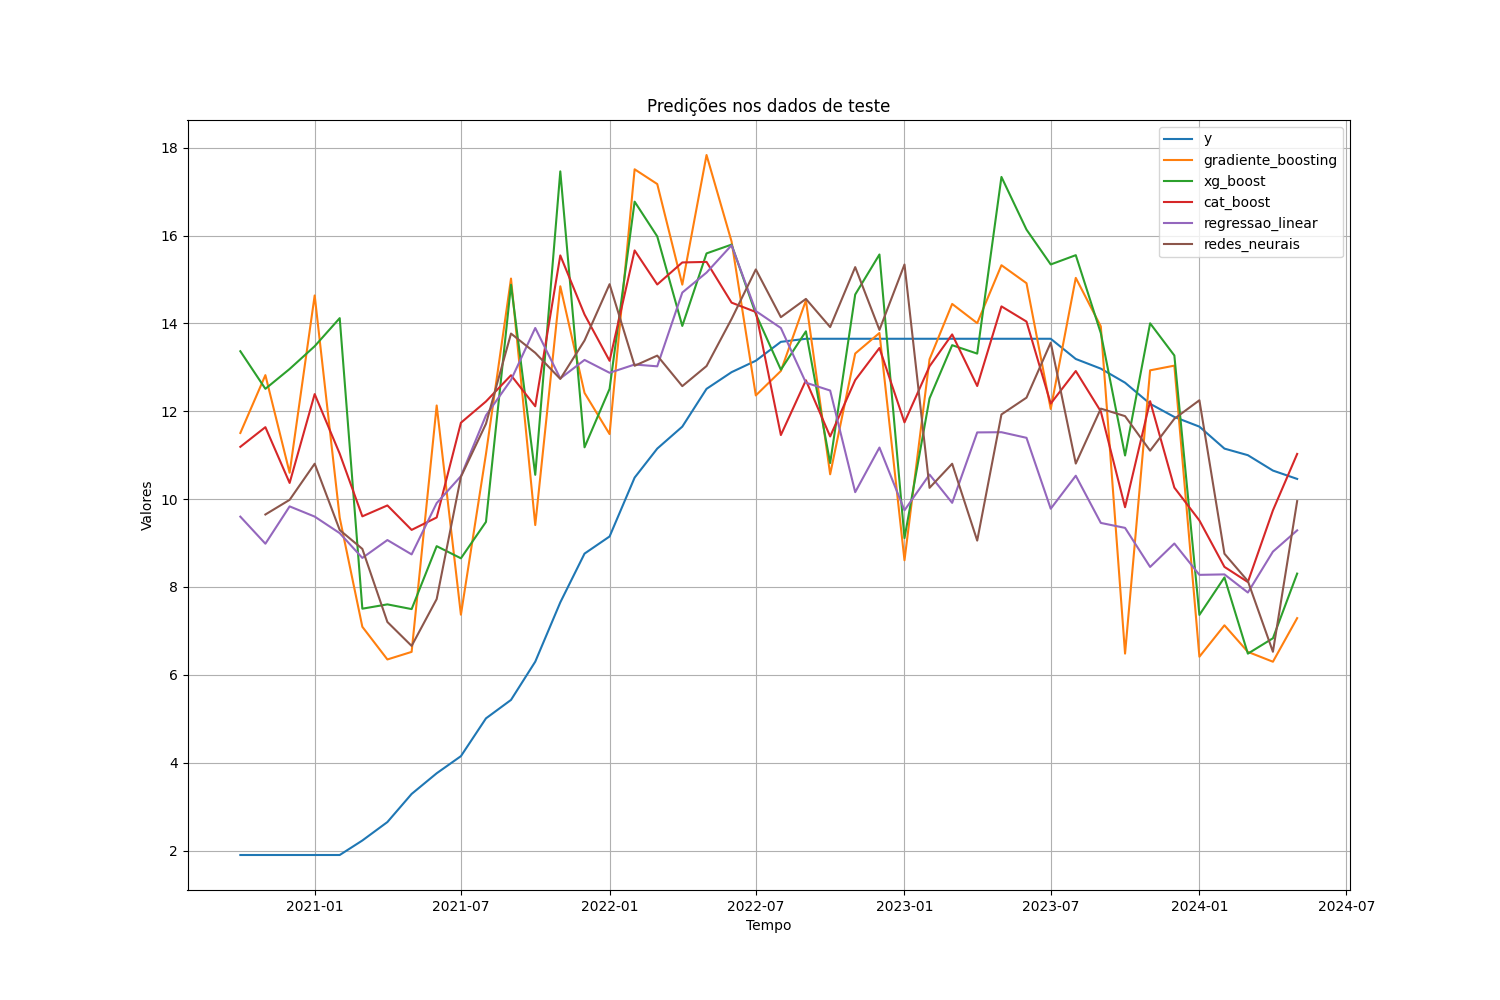 Predições nos dados de teste
y
gradiente_boosting
xg_boost
cat_boost
regressao_linear
redes_neurais
Valores
18
16
14
12
10
8
6
4
2
2021-01
2021-07
2022-01
2022-07
2023-01
2023-07
2024-01
2024-07
Tempo